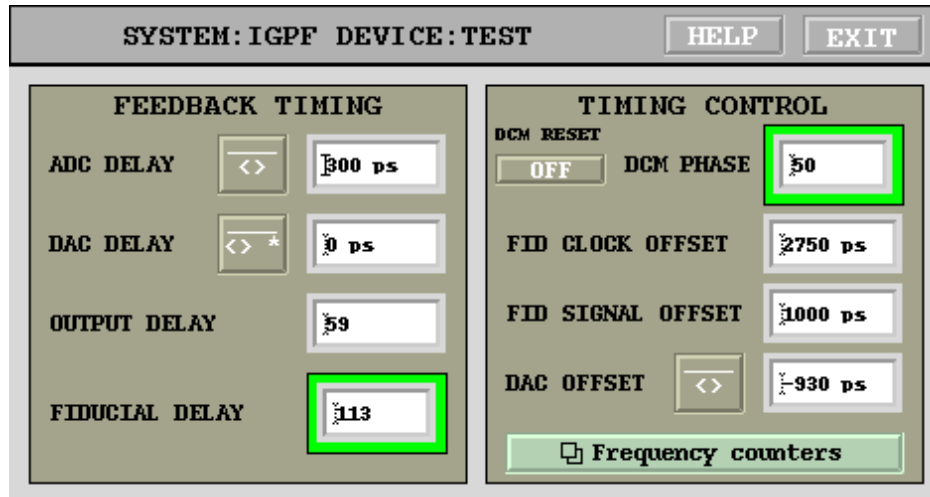 SYSTEM:IGPF DEVICE:TEST HELP EXIT
FEEDBACK TIMING
ADC DELAY <> 300 ps
DAC DELAY <> * 0 ps
OUTPUT DELAY 59
FIDUCIAL DELAY 113
TIMING CONTROL
DCM RESET
OFF DCM PHASE 50
FID CLOCK OFFSET 2750 ps
FID SIGNAL OFFSET 1000 ps
DAC OFFSET <> -930 ps
Frequency counters